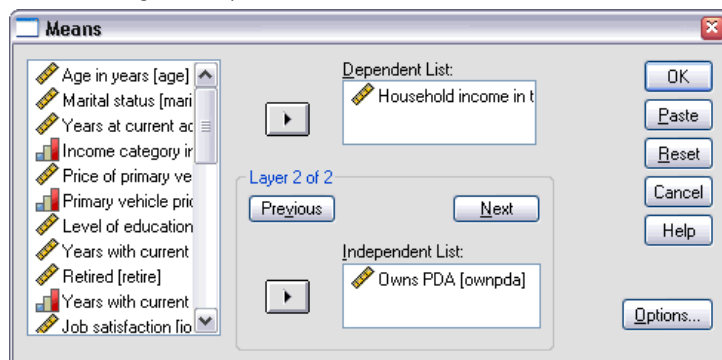 Means
Age in years [age]
Marital status [mari
Years at current ad
Income category ir
Price of primary ve
Primary vehicle pric
Level of education
Years with current
Retired [retire]
Years with current
Job satisfaction [jo
Dependent List:
Household income in t
Layer 2 of 2
Previous
Next
Independent List:
Owns PDA [ownpda]
OK
Paste
Reset
Cancel
Help
Options...